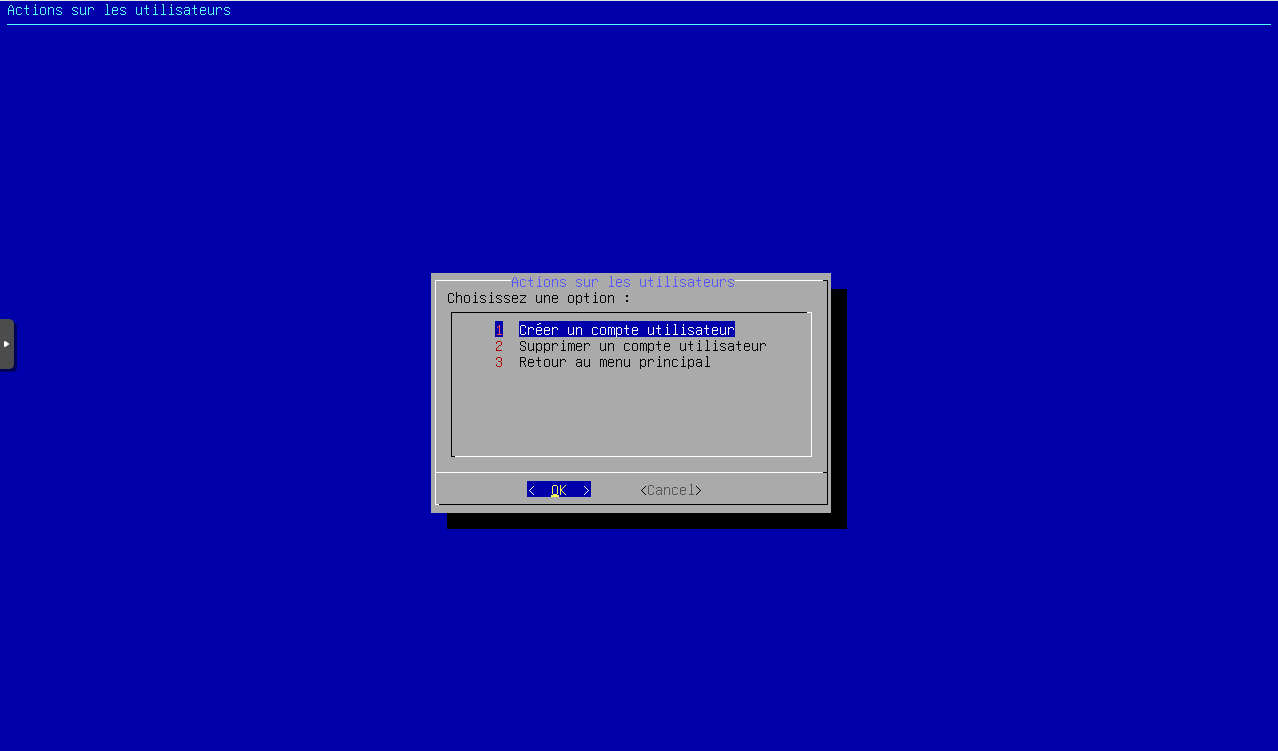 Actions sur les utilisateurs
Actions sur les utilisateurs
Choisissez une option :
1 Créer un compte utilisateur
2 Supprimer un compte utilisateur
3 Retour au menu principal
< OK > <Cancel>